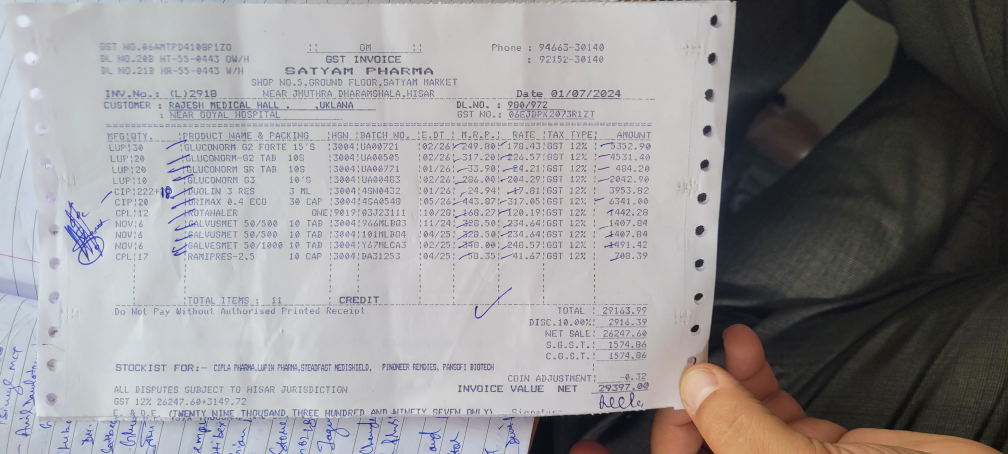 GST NO.06AMTPD4108P1ZO || OM || Phone : 94663-30140
DL NO.20B HT-55-0443 OW/H GST INVOICE : 92152-30140
DL NO.21B HR-55-0443 W/H SATYAM PHARMA
SHOP NO.5,GROUND FLOOR,SATYAM MARKET
INV.No.: (L)2918 NEAR JHUTHRA DHARAMSHALA,HISAR Date 01/07/2024
CUSTOMER : RAJESH MEDICAL HALL . ,UKLANA DL.NO. : 980/972
: NEAR GOYAL HOSPITAL GST NO.: 06EJDPK2073R1ZT
MFG QTY. PRODUCT NAME & PACKING HSN BATCH NO. E.DT M.R.P. RATE TAX TYPE AMOUNT
LUP 30 GLUCONORM G2 FORTE 15'S 3004 UA00721 02/26 249.80 178.43 GST 12% 5352.90
LUP 20 GLUCONORM-G2 TAB 10S 3004 UA00505 02/26 317.20 226.57 GST 12% 4531.40
LUP 20 GLUCONORM SR TAB 10S 3004 UA00771 01/26 33.90 24.21 GST 12% 484.20
LUP 10 GLUCONORM G3 10'S 3004 UA00483 02/26 286.00 204.29 GST 12% 2042.90
CIP 222+ DUOLIN 3 RES 3 ML 3004 4SN0432 01/26 24.94 17.81 GST 12% 3953.82
CIP 20 URIMAX 0.4 ECO 30 CAP 3004 4SA0548 05/26 443.87 317.05 GST 12% 6341.00
CPL 12 ROTAHALER ONE 9019 03J23111 10/28 168.27 120.19 GST 12% 1442.28
NOV 6 GALVUSMET 50/500 10 TAB 3004 966MLBG3 11/24 328.50 234.64 GST 12% 1407.84
NOV 6 GALVUSMET 50/500 10 TAB 3004 101MLBG4 04/25 328.50 234.64 GST 12% 1407.84
NOV 6 GALVESMET 50/1000 10 TAB 3004 Y67MLCA3 02/25 348.00 248.57 GST 12% 1491.42
CPL 17 RAMIPRES-2.5 10 CAP 3004 DA31253 04/25 58.35 41.67 GST 12% 708.39
TOTAL ITEMS : 11 CREDIT
Do Not Pay Without Authorised Printed Receipt TOTAL : 29163.99
DISC.10.00%: 2916.39
NET SALE: 26247.60
S.G.S.T.: 1574.86
C.G.S.T.: 1574.86
STOCKIST FOR:- CIPLA PHARMA,LUPIN PHARMA,STEADFAST MEDISHIELD, PINONEER REMDIES, PANSOFI BIOTECH
COIN ADJUSTMENT: -0.32
ALL DISPUTES SUBJECT TO HISAR JURISDICTION INVOICE VALUE NET 29397.00
GST 12% 26247.60+3149.72
E. & O.E. (TWENTY NINE THOUSAND THREE HUNDRED AND NINETY SEVEN ONLY) Signature